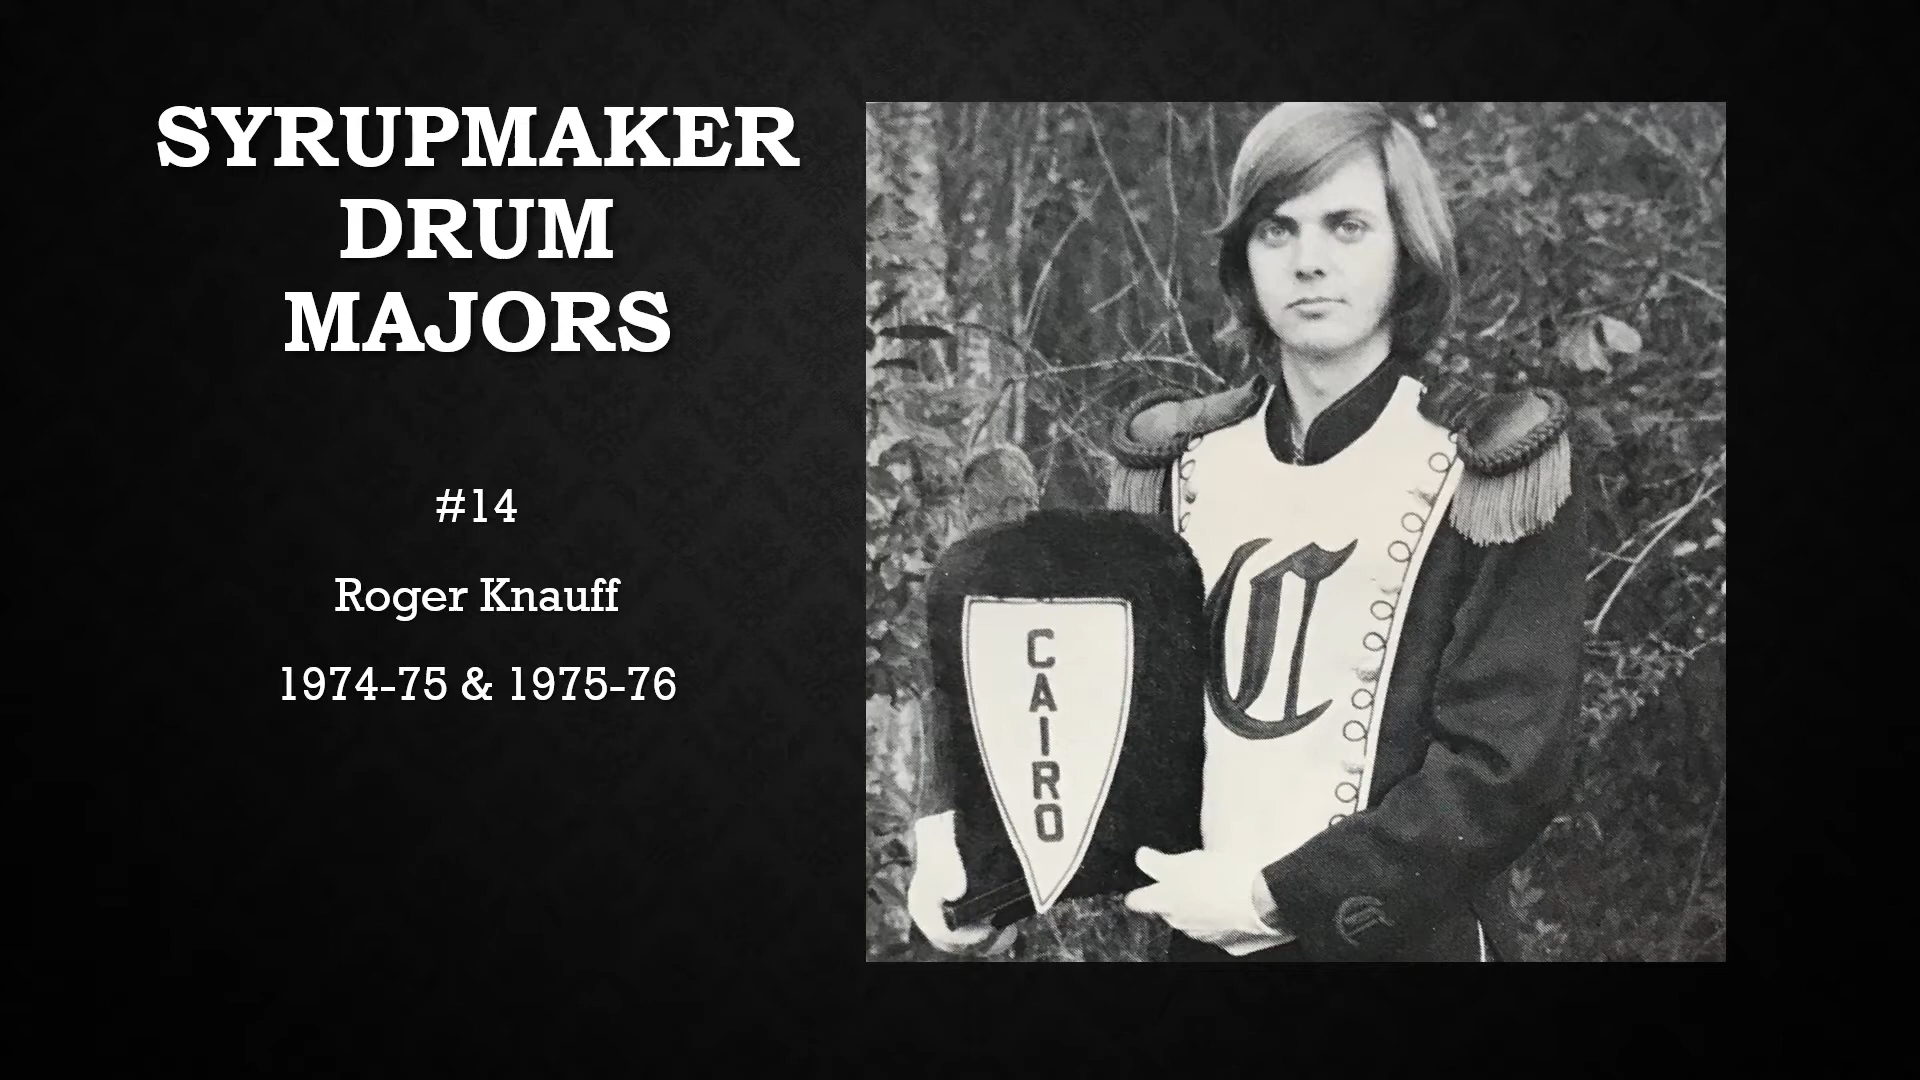 SYRUPMAKER
DRUM
MAJORS
#14
Roger Knauff
1974-75 & 1975-76
C
CAIRO